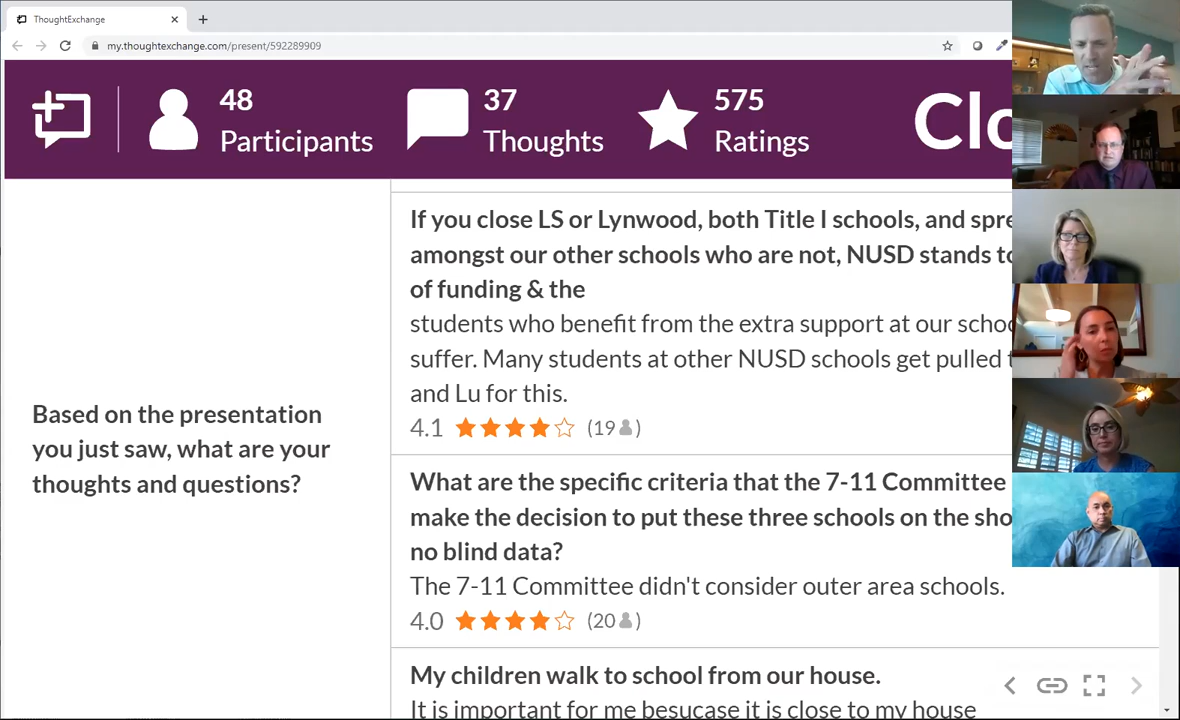 ThoughtExchange
my.thoughtexchange.com/present/592289909
48
Participants
37
Thoughts
575
Ratings
Clo
Based on the presentation
you just saw, what are your
thoughts and questions?
If you close LS or Lynwood, both Title I schools, and spre
amongst our other schools who are not, NUSD stands to
of funding & the
students who benefit from the extra support at our schoo
suffer. Many students at other NUSD schools get pulled t
and Lu for this.
4.1 (19)
What are the specific criteria that the 7-11 Committee
make the decision to put these three schools on the sho
no blind data?
The 7-11 Committee didn't consider outer area schools.
4.0 (20)
My children walk to school from our house.
It is important for me besucase it is close to my house